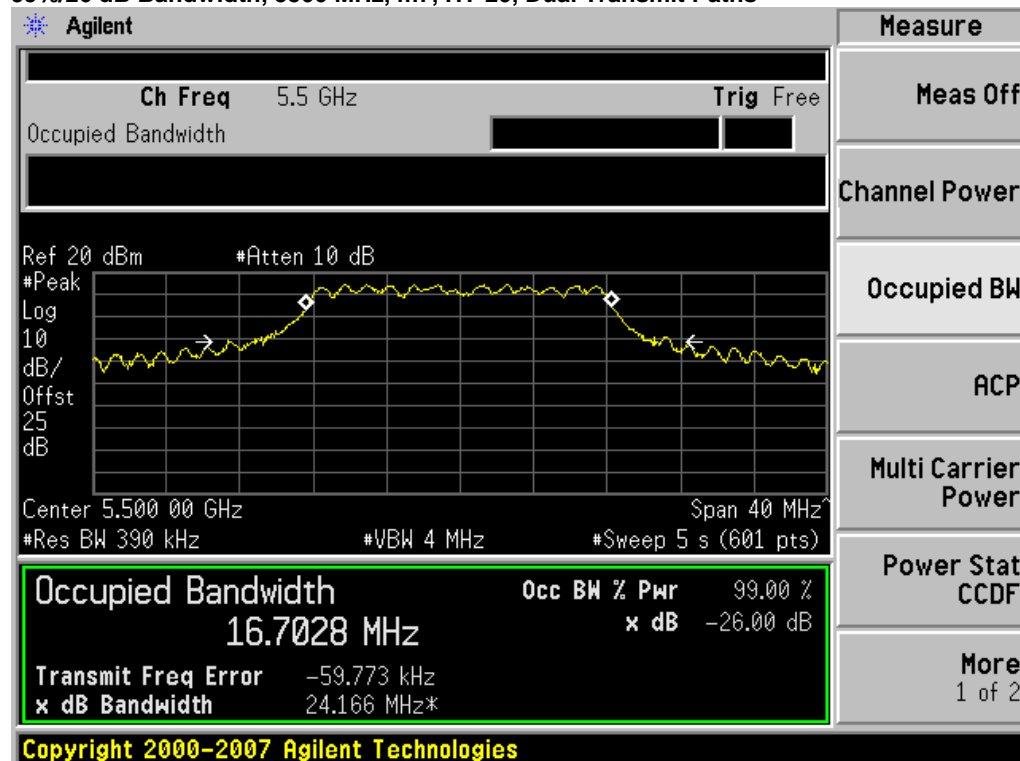 Agilent
Measure
Ch Freq 5.5 GHz Trig Free
Occupied Bandwidth
Meas Off
Channel Power
Occupied BW
ACP
Multi Carrier
Power
Power Stat
CCDF
More
1 of 2
Ref 20 dBm #Atten 10 dB
#Peak
Log
10
dB/
Offst
25
dB
Center 5.500 00 GHz Span 40 MHz^
#Res BW 390 kHz #VBW 4 MHz #Sweep 5 s (601 pts)
Occupied Bandwidth
16.7028 MHz
Occ BW % Pwr 99.00 %
x dB -26.00 dB
Transmit Freq Error -59.773 kHz
x dB Bandwidth 24.166 MHz*
Copyright 2000-2007 Agilent Technologies